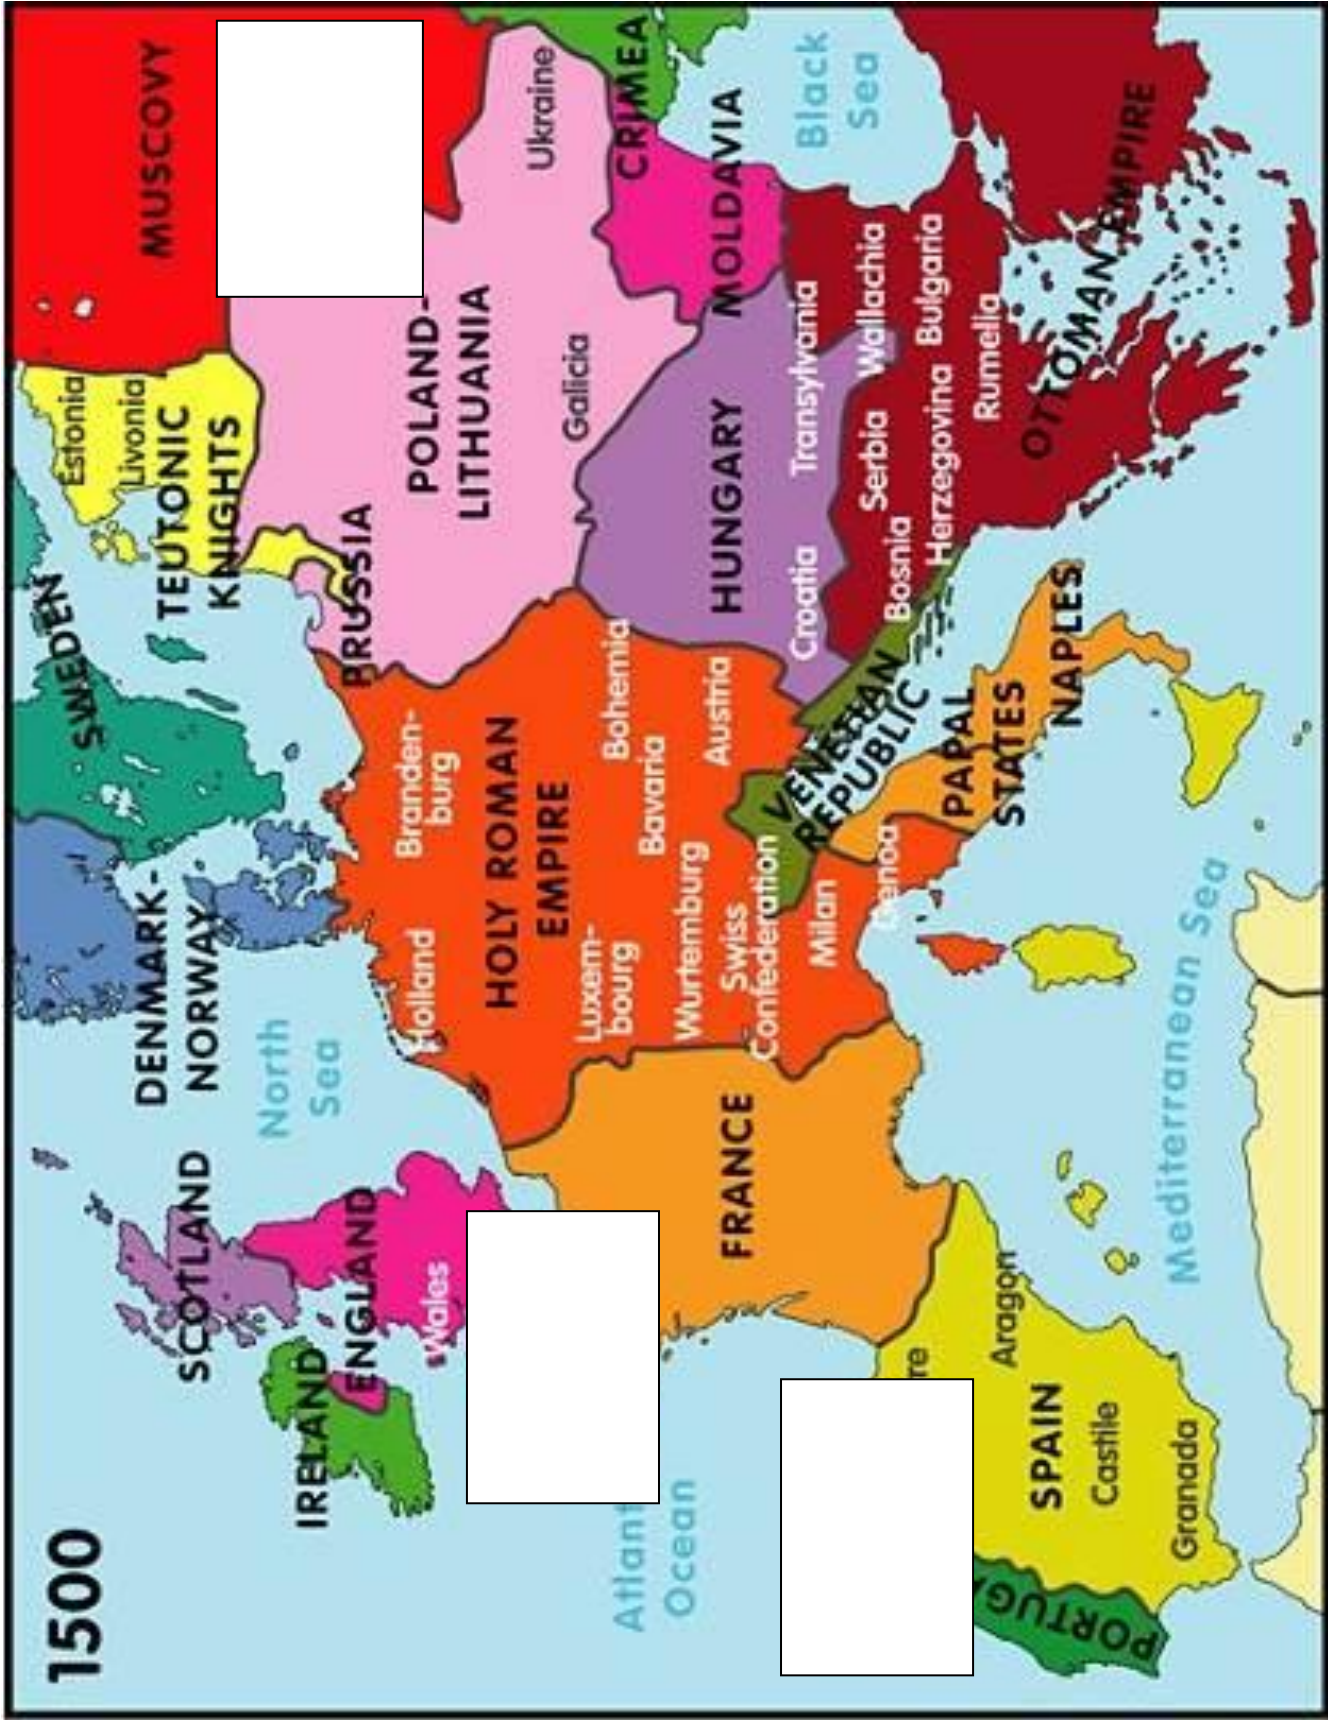 1500
SWEDEN
Estonia
Livonia
MUSCOVY
DENMARK-
NORWAY
TEUTONIC
KNIGHTS
SCOTLAND
North
Sea
IRELAND
ENGLAND
Wales
PRUSSIA
Holland
Branden-
burg
POLAND-
LITHUANIA
HOLY ROMAN
EMPIRE
Ukraine
Galicia
Luxem-
bourg
Bohemia
CRIMEA
Atlant
Ocean
Bavaria
Wurtemburg
Austria
FRANCE
Swiss
Confederation
HUNGARY
MOLDAVIA
Black
Sea
Milan
VENETIAN
REPUBLIC
Croatia
Transylvania
Genoa
Serbia
Wallachia
Bosnia
Herzegovina
Bulgaria
re
Aragon
PAPAL
STATES
Rumelia
PORTUG
SPAIN
Castile
Granada
NAPLES
OTTOMAN EMPIRE
Mediterranean Sea